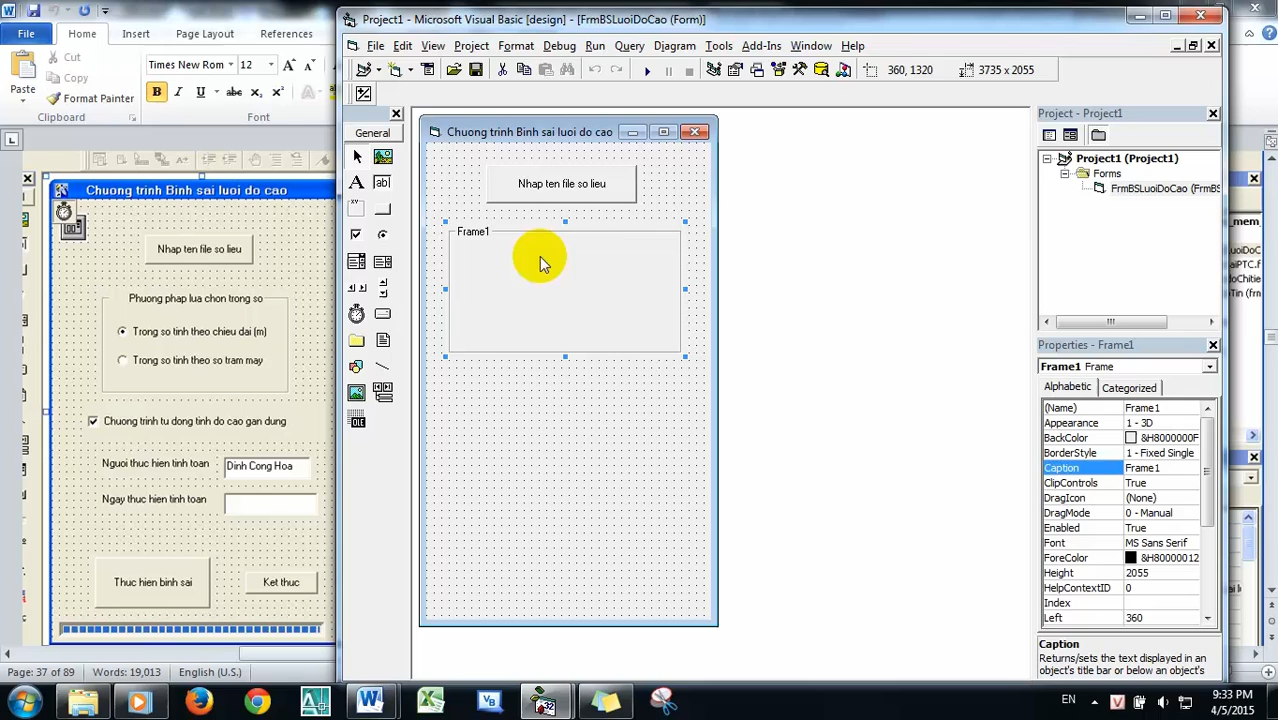 Project1 - Microsoft Visual Basic [design] - [FrmBSLuoiDoCao (Form)]
File Home Insert Page Layout References
File Edit View Project Format Debug Run Query Diagram Tools Add-Ins Window Help
Cut
Copy
Format Painter
Paste
Clipboard
Times New Rom 12
B I U abc x₂ x²
Font
360, 1320
3735 x 2055
General
Chuong trinh Binh sai luoi do cao
Nhap ten file so lieu
Phuong phap lua chon trong so
Trong so tinh theo chieu dai (m)
Trong so tinh theo so tram may
Chuong trinh tu dong tinh do cao gan dung
Nguoi thuc hien tinh toan
Dinh Cong Hoa
Ngay thuc hien tinh toan
Thuc hien binh sai
Ket thuc
Page: 37 of 89 Words: 19,013 English (U.S.)
Chuong trinh Binh sai luoi do cao
Nhap ten file so lieu
Frame1
Project - Project1
Project1 (Project1)
Forms
FrmBSLuoiDoCao (FrmBS
Properties - Frame1
Frame1 Frame
Alphabetic Categorized
(Name) Frame1
Appearance 1 - 3D
BackColor &H8000000F
BorderStyle 1 - Fixed Single
Caption Frame1
ClipControls True
DragIcon (None)
DragMode 0 - Manual
Enabled True
Font MS Sans Serif
ForeColor &H80000012
Height 2055
HelpContextID 0
Index
Left 360
Caption
Returns/sets the text displayed in
an object's title bar or below an object's
_mem_
uoiDoC
aiPTC.f
Tin (frn
EN
9:33 PM
4/5/2015